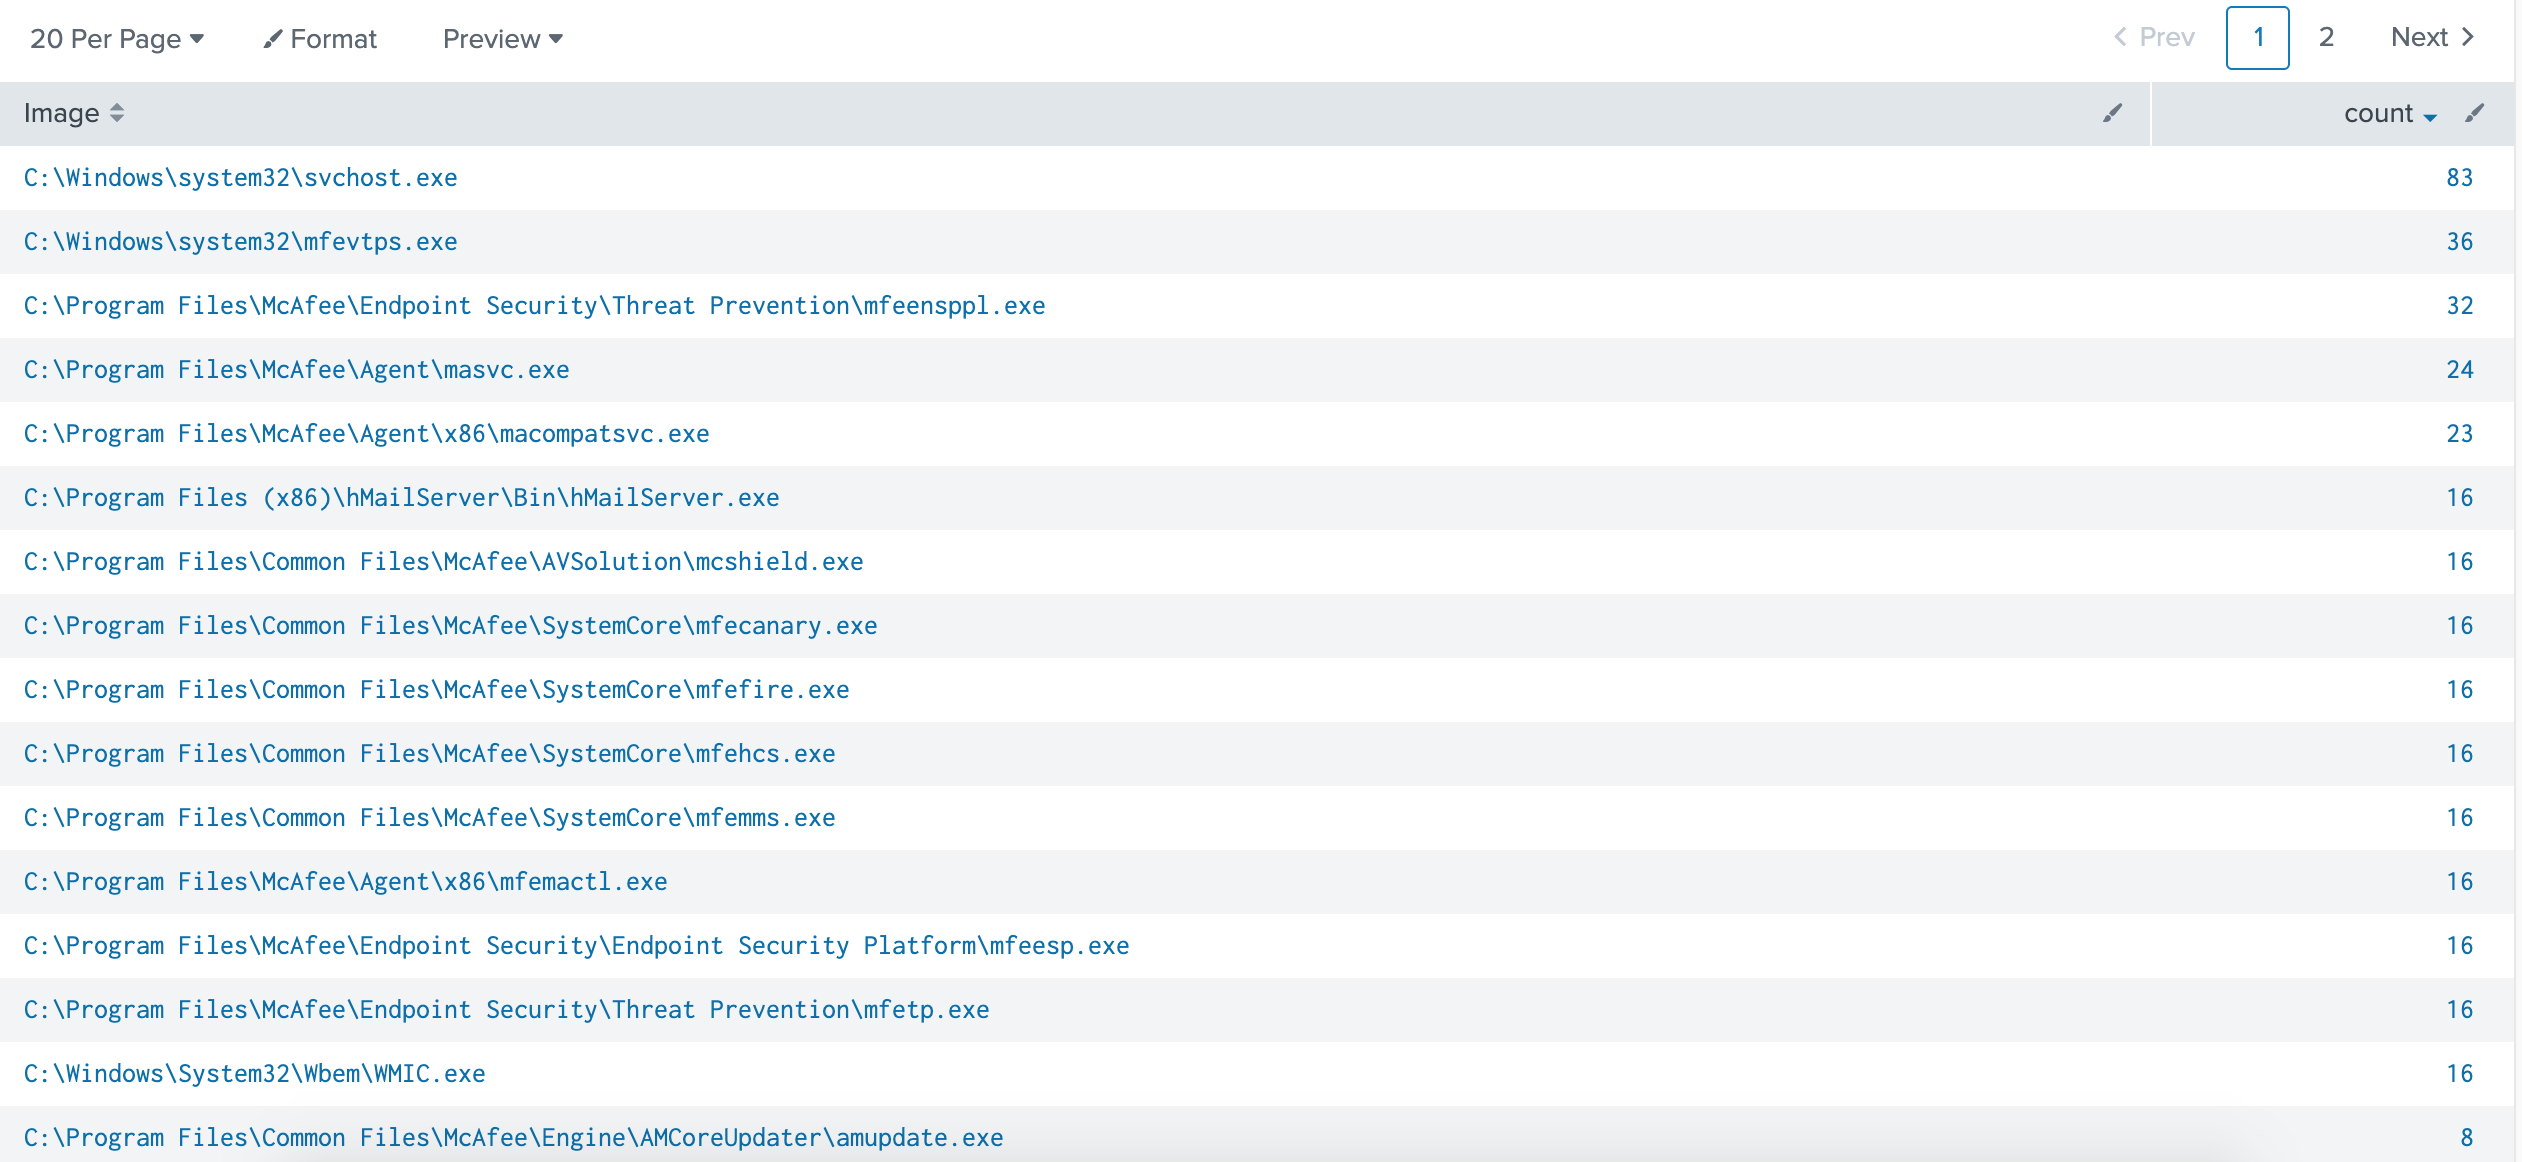 20 Per Page Format Preview Prev 1 2 Next
Image count
C:\Windows\system32\svchost.exe 83
C:\Windows\system32\mfevtps.exe 36
C:\Program Files\McAfee\Endpoint Security\Threat Prevention\mfeensppl.exe 32
C:\Program Files\McAfee\Agent\masvc.exe 24
C:\Program Files\McAfee\Agent\x86\macompatsvc.exe 23
C:\Program Files (x86)\hMailServer\Bin\hMailServer.exe 16
C:\Program Files\Common Files\McAfee\AVSolution\mcshield.exe 16
C:\Program Files\Common Files\McAfee\SystemCore\mfecanary.exe 16
C:\Program Files\Common Files\McAfee\SystemCore\mfefire.exe 16
C:\Program Files\Common Files\McAfee\SystemCore\mfehcs.exe 16
C:\Program Files\Common Files\McAfee\SystemCore\mfemms.exe 16
C:\Program Files\McAfee\Agent\x86\mfemactl.exe 16
C:\Program Files\McAfee\Endpoint Security\Endpoint Security Platform\mfeesp.exe 16
C:\Program Files\McAfee\Endpoint Security\Threat Prevention\mfetp.exe 16
C:\Windows\System32\Wbem\WMIC.exe 16
C:\Program Files\Common Files\McAfee\Engine\AMCoreUpdater\amupdate.exe 8